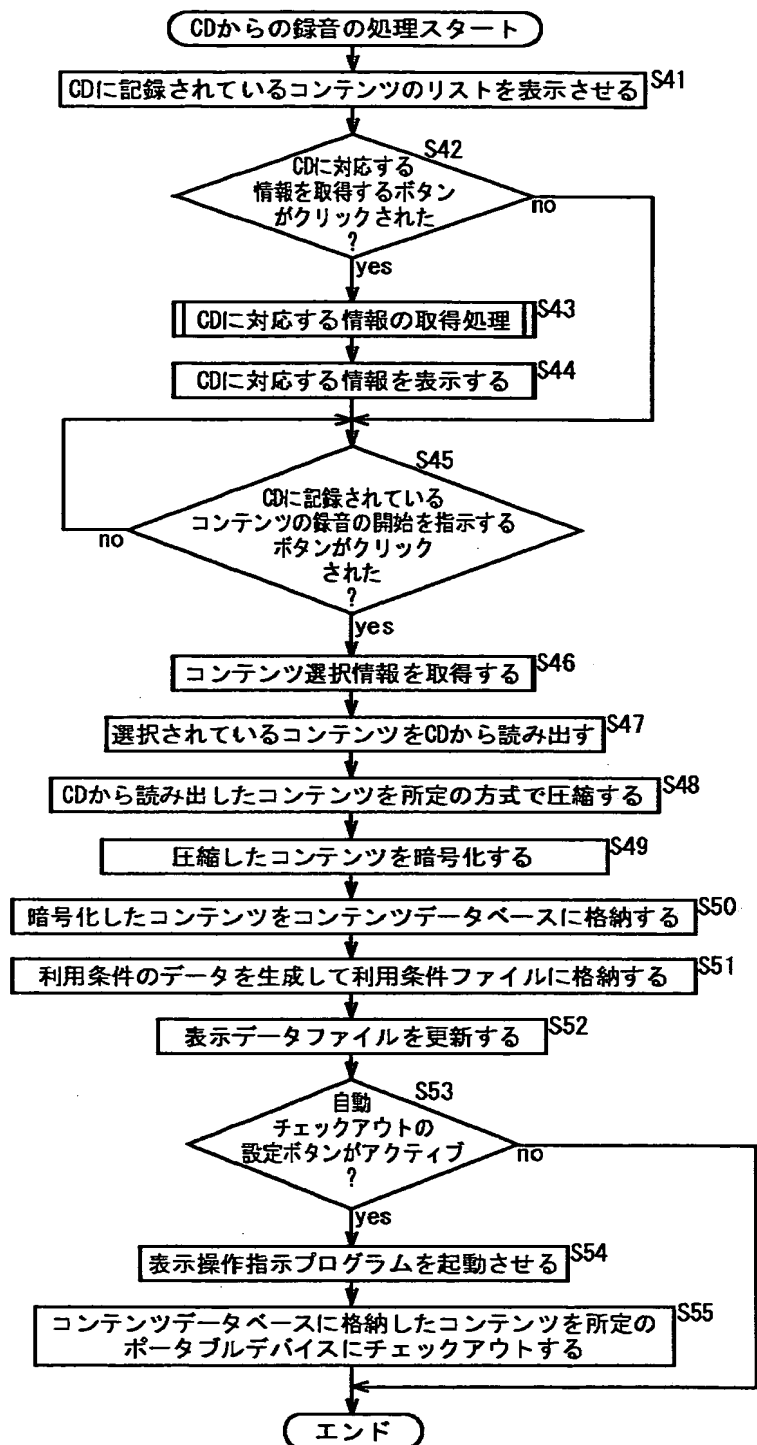 CDからの録音の処理スタート
CDに記録されているコンテンツのリストを表示させる
S41
S42
CDに対応する
情報を取得するボタン
がクリックされた
?
no
yes
CDに対応する情報の取得処理
S43
CDに対応する情報を表示する
S44
S45
CDに記録されている
コンテンツの録音の開始を指示する
ボタンがクリック
された
?
no
yes
コンテンツ選択情報を取得する
S46
選択されているコンテンツをCDから読み出す
S47
CDから読み出したコンテンツを所定の方式で圧縮する
S48
圧縮したコンテンツを暗号化する
S49
暗号化したコンテンツをコンテンツデータベースに格納する
S50
利用条件のデータを生成して利用条件ファイルに格納する
S51
表示データファイルを更新する
S52
S53
自動
チェックアウトの
設定ボタンがアクティブ
?
no
yes
表示操作指示プログラムを起動させる
S54
コンテンツデータベースに格納したコンテンツを所定の
ポータブルデバイスにチェックアウトする
S55
エンド